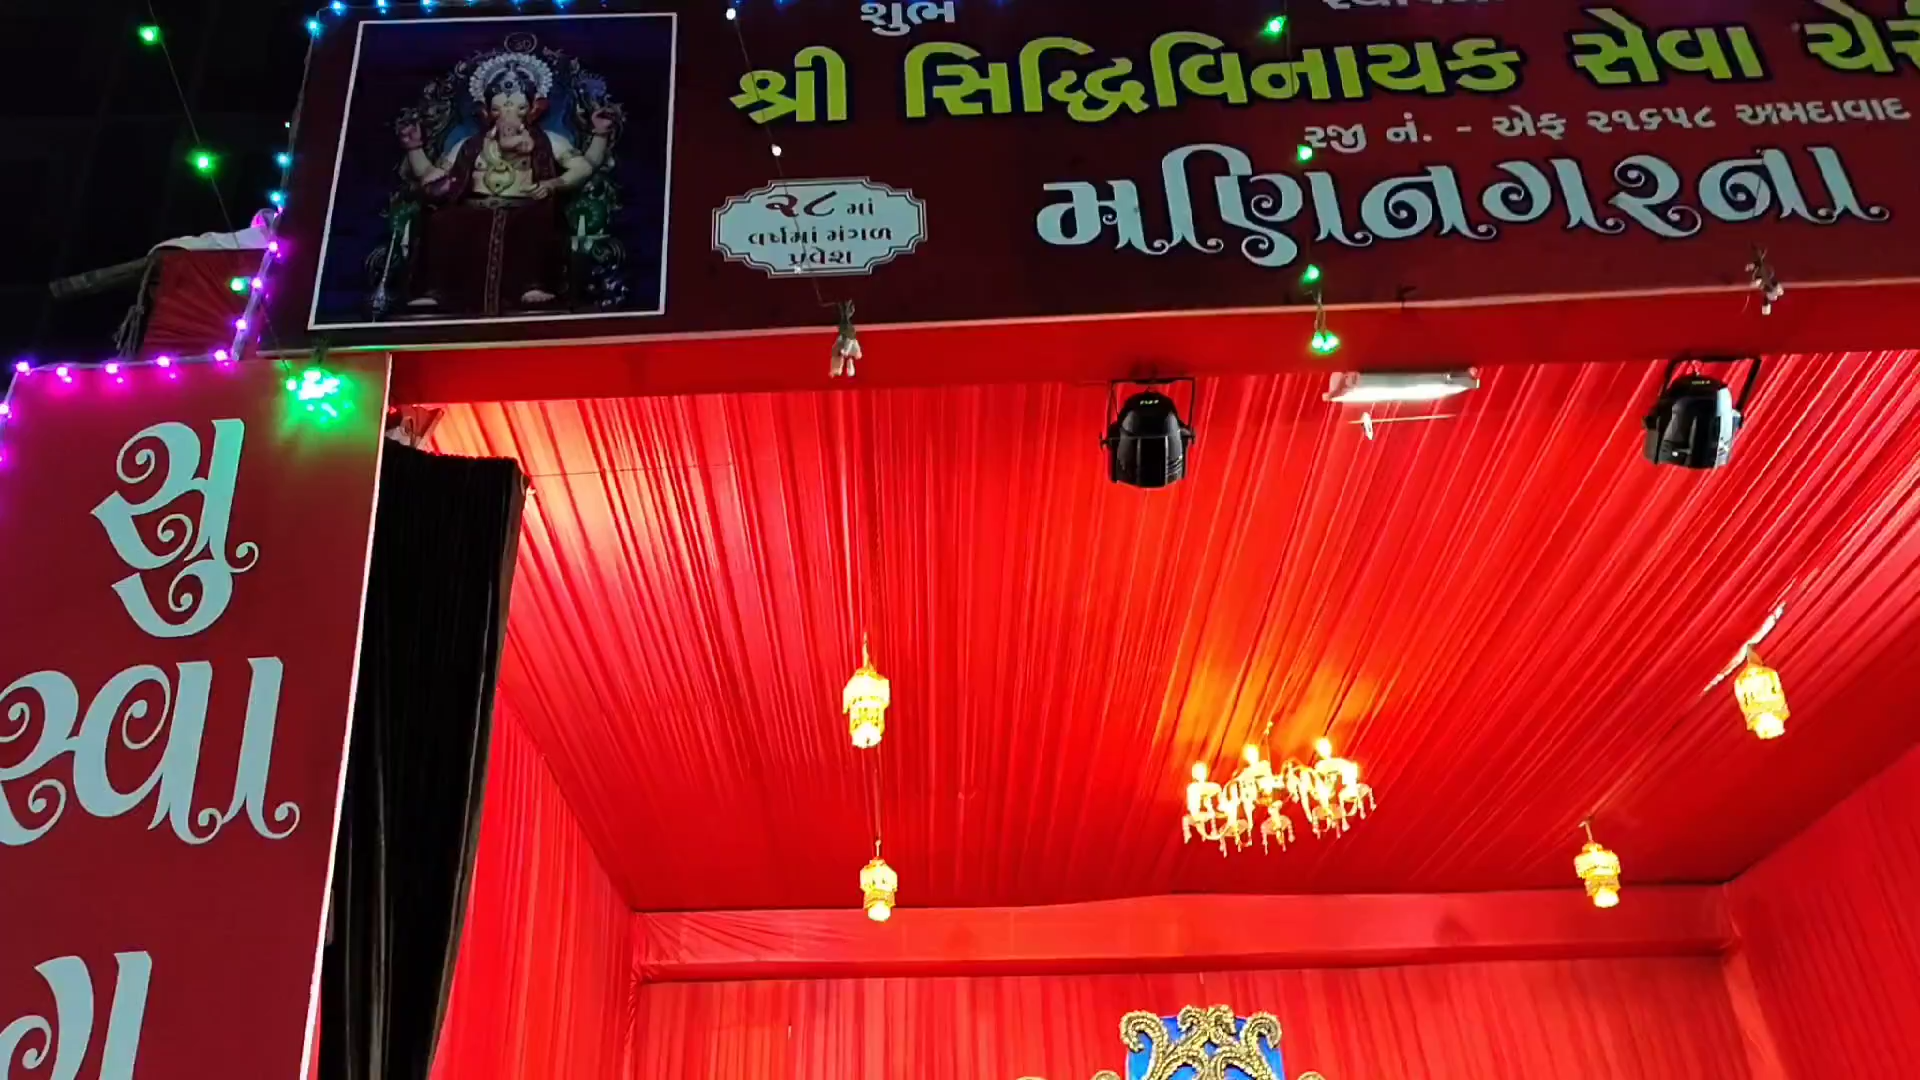 શુભ
શ્રી સિદ્ધિવિનાયક સેવા
રજી નં. - એફ ૨૧૬૫૮ અમદાવાદ
૨૮ માં
વર્ષમાં મંગળ
પ્રવેશ
મણિનગરના
સુ
સ્વા
ગ